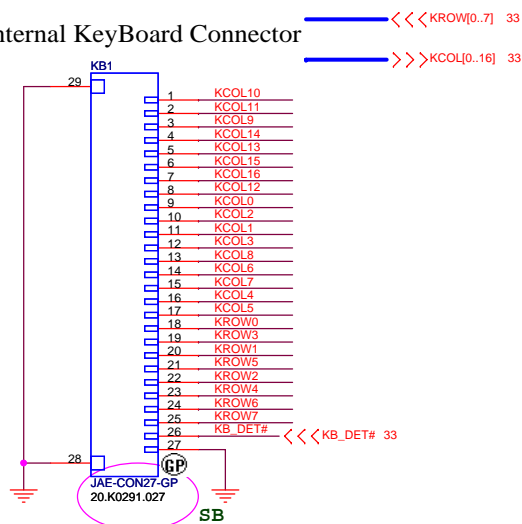 KROW[0..7] 33
nternal KeyBoard Connector
KCOL[0..16] 33
KB1
29
1 KCOL10
2 KCOL11
3 KCOL9
4 KCOL14
5 KCOL13
6 KCOL15
7 KCOL16
8 KCOL12
9 KCOL0
10 KCOL2
11 KCOL1
12 KCOL3
13 KCOL8
14 KCOL6
15 KCOL7
16 KCOL4
17 KCOL5
18 KROW0
19 KROW3
20 KROW1
21 KROW5
22 KROW2
23 KROW4
24 KROW6
25 KROW7
26 KB_DET# KB_DET# 33
27
28 GP
JAE-CON27-GP
20.K0291.027
SB